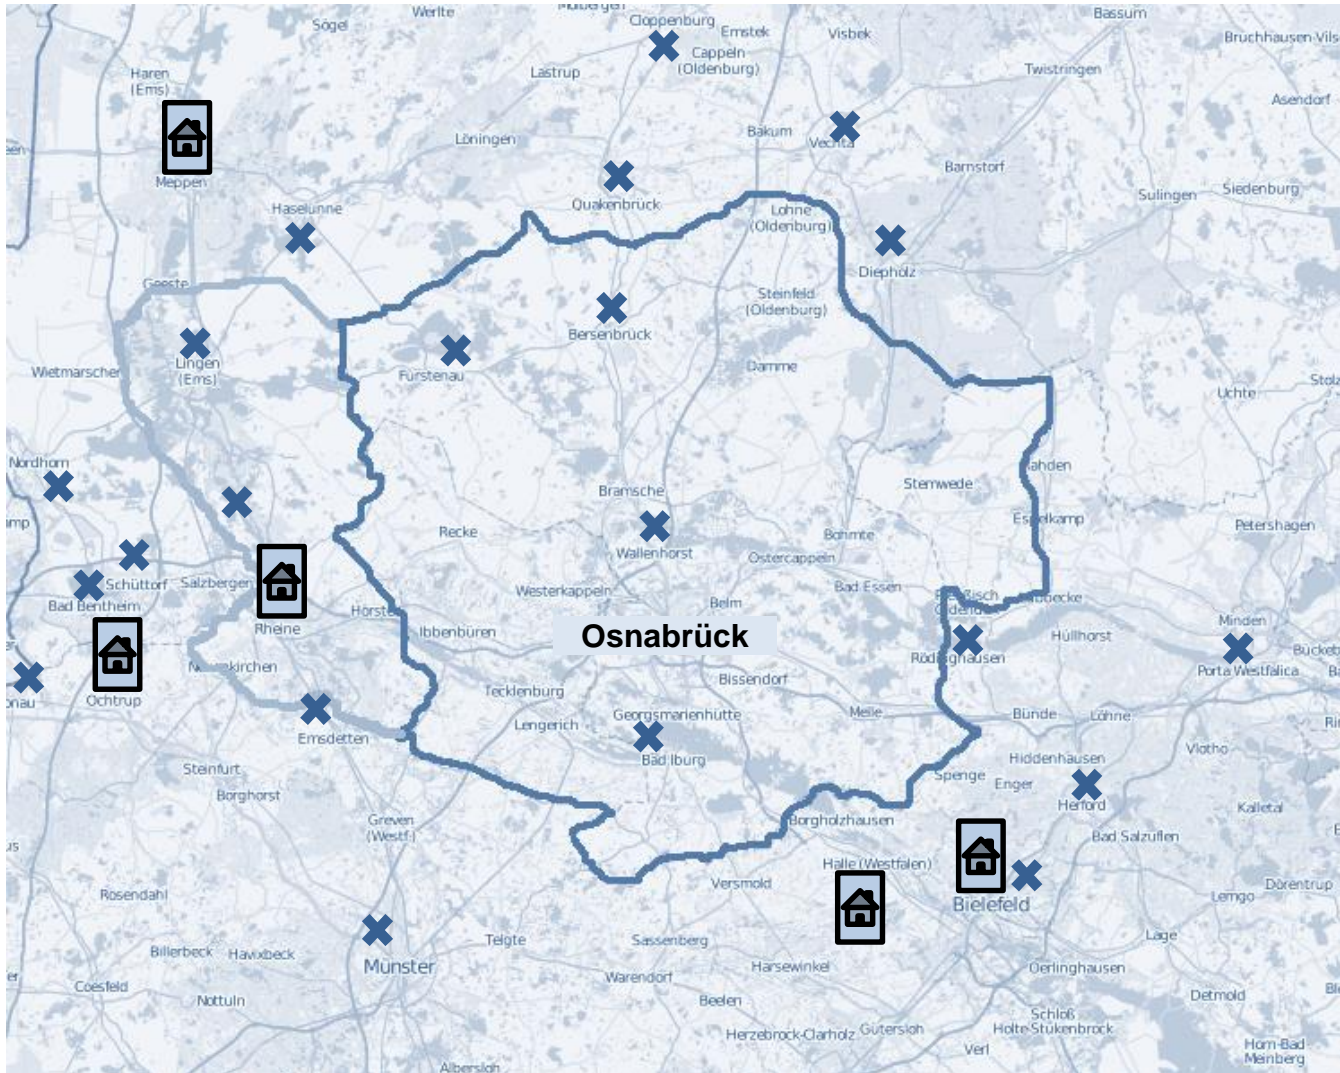 Werlte
Sögel
Cloppenburg
Emstek
Visbek
Bassum
Bruchhausen-Vils
Haren
(Ems)
Lastrup
Cappeln
(Oldenburg)
Twistringen
Asendorf
Löningen
Bakum
Vechta
Barnstorf
Meppen
Sulingen
Siedenburg
Haselünne
Quakenbrück
Lohne
(Oldenburg)
Diepholz
Geeste
Steinfeld
(Oldenburg)
Bersenbrück
Lingen
(Ems)
Wietmarschen
Fürstenau
Damme
Uchte
Stolz
Nordhorn
ahden
Bramsche
Stemwede
Espelkamp
Petershagen
Recke
Wallenhorst
Ostercappeln
Bohmte
Schüttorf
Salzbergen
Bad Bentheim
Westerkappeln
Bad Essen
Belm
Hörstel
Rheine
Ibbenbüren
Osnabrück
Hüllhorst
Minden
Rödinghausen
Bückeb
Porta Westfalica
Neuenkirchen
Ochtrup
Tecklenburg
Bissendorf
Lengerich
Georgsmarienhütte
Melle
Bünde
Löhne
Emsdetten
Bad Iburg
Hiddenhausen
Vlotho
Steinfurt
Spenge
Enger
Borghorst
Herford
Kalletal
Greven
(Westf.)
Borgholzhausen
Bad Salzuflen
Halle (Westfalen)
Versmold
Dörentrup
Rosendahl
Lemgo
Bielefeld
Billerbeck
Havixbeck
Telgte
Sassenberg
Lage
Münster
Warendorf
Harsewinkel
Oerlinghausen
Coesfeld
Nottuln
Beelen
Detmold
Herzebrock-Clarholz
Gütersloh
Schloß
Holte-Stukenbrock
Verl
Horn-Bad
Meinberg
Albersloh